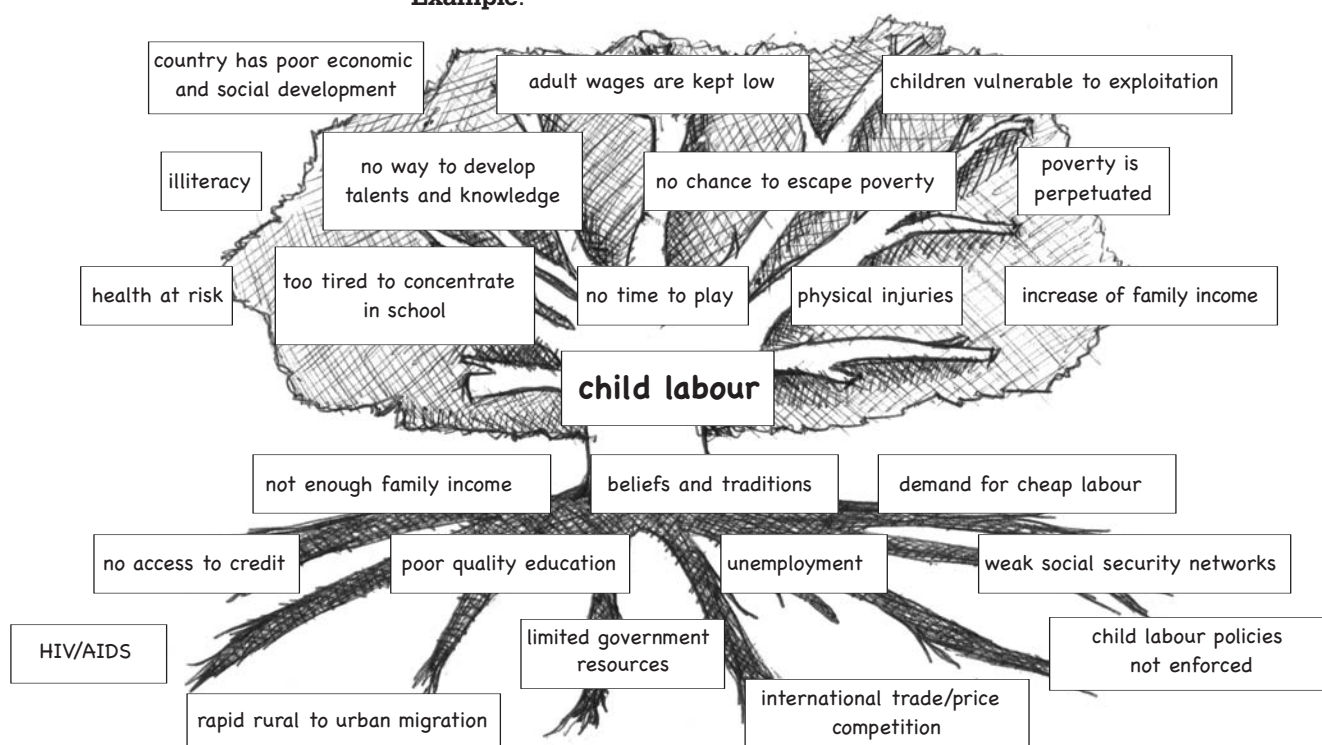 Example:
country has poor economic
and social development
adult wages are kept low
children vulnerable to exploitation
illiteracy
no way to develop
talents and knowledge
no chance to escape poverty
poverty is
perpetuated
health at risk
too tired to concentrate
in school
no time to play
physical injuries
increase of family income
child labour
not enough family income
beliefs and traditions
demand for cheap labour
no access to credit
poor quality education
unemployment
weak social security networks
HIV/AIDS
limited government
resources
child labour policies
not enforced
rapid rural to urban migration
international trade/price
competition